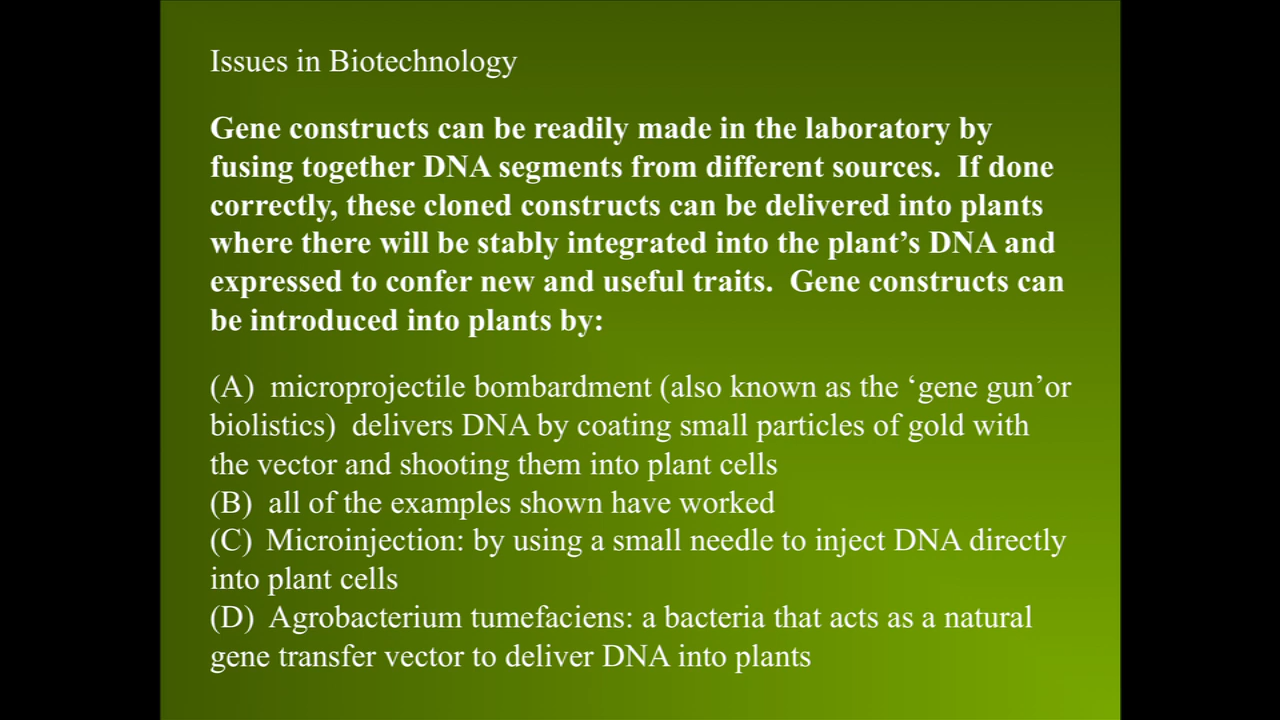 Issues in Biotechnology
Gene constructs can be readily made in the laboratory by
fusing together DNA segments from different sources.  If done
correctly, these cloned constructs can be delivered into plants
where there will be stably integrated into the plant’s DNA and
expressed to confer new and useful traits.  Gene constructs can
be introduced into plants by:
(A)  microprojectile bombardment (also known as the ‘gene gun’or
biolistics)  delivers DNA by coating small particles of gold with
the vector and shooting them into plant cells
(B)  all of the examples shown have worked
(C)  Microinjection: by using a small needle to inject DNA directly
into plant cells
(D)  Agrobacterium tumefaciens: a bacteria that acts as a natural
gene transfer vector to deliver DNA into plants